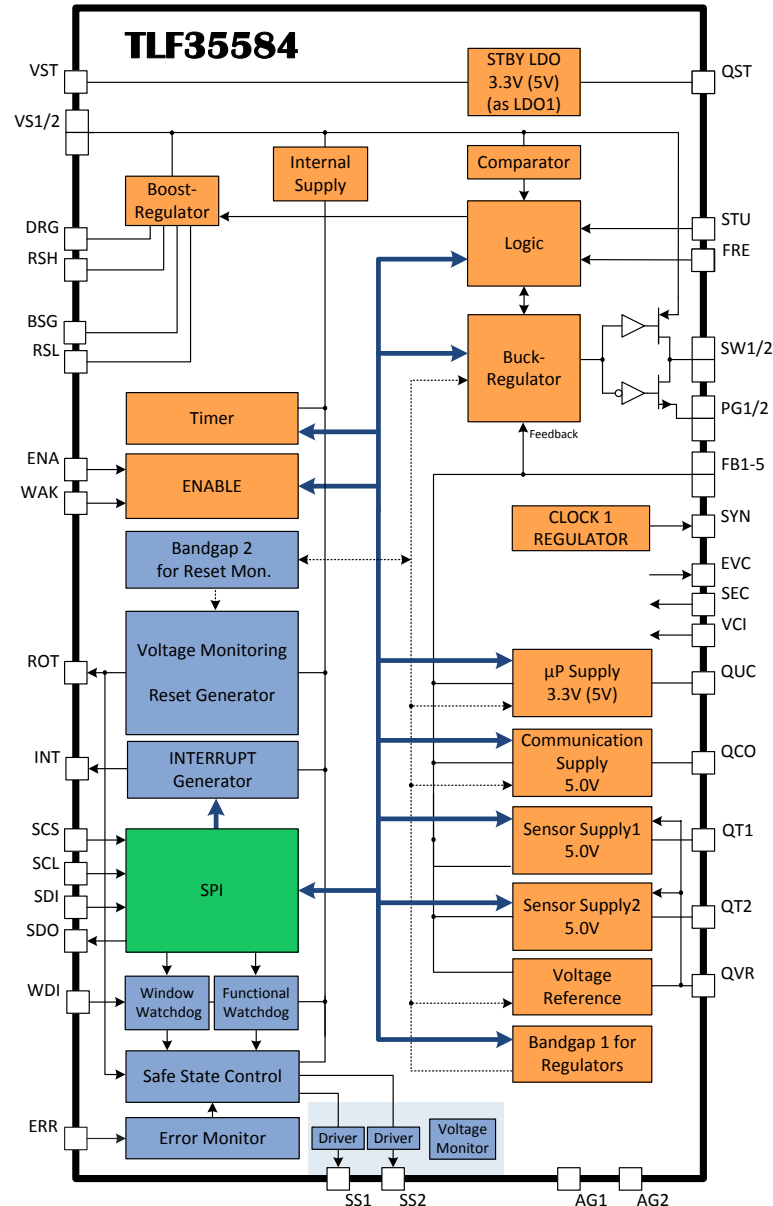 TLF35584
VST
STBY LDO
3.3V (5V)
(as LDO1)
QST
VS1/2
Internal
Supply
Comparator
Boost-
Regulator
DRG
RSH
BSG
RSL
Logic
STU
FRE
Buck-
Regulator
SW1/2
PG1/2
Feedback
FB1-5
Timer
ENA
WAK
ENABLE
CLOCK 1
REGULATOR
SYN
EVC
SEC
VCI
Bandgap 2
for Reset Mon.
Voltage Monitoring
Reset Generator
ROT
µP Supply
3.3V (5V)
QUC
INT
INTERRUPT
Generator
Communication
Supply
5.0V
QCO
SCS
SCL
SDI
SDO
SPI
Sensor Supply1
5.0V
QT1
Sensor Supply2
5.0V
QT2
WDI
Window
Watchdog
Functional
Watchdog
Voltage
Reference
QVR
Safe State Control
Bandgap 1 for
Regulators
ERR
Error Monitor
Driver
Driver
Voltage
Monitor
SS1
SS2
AG1
AG2